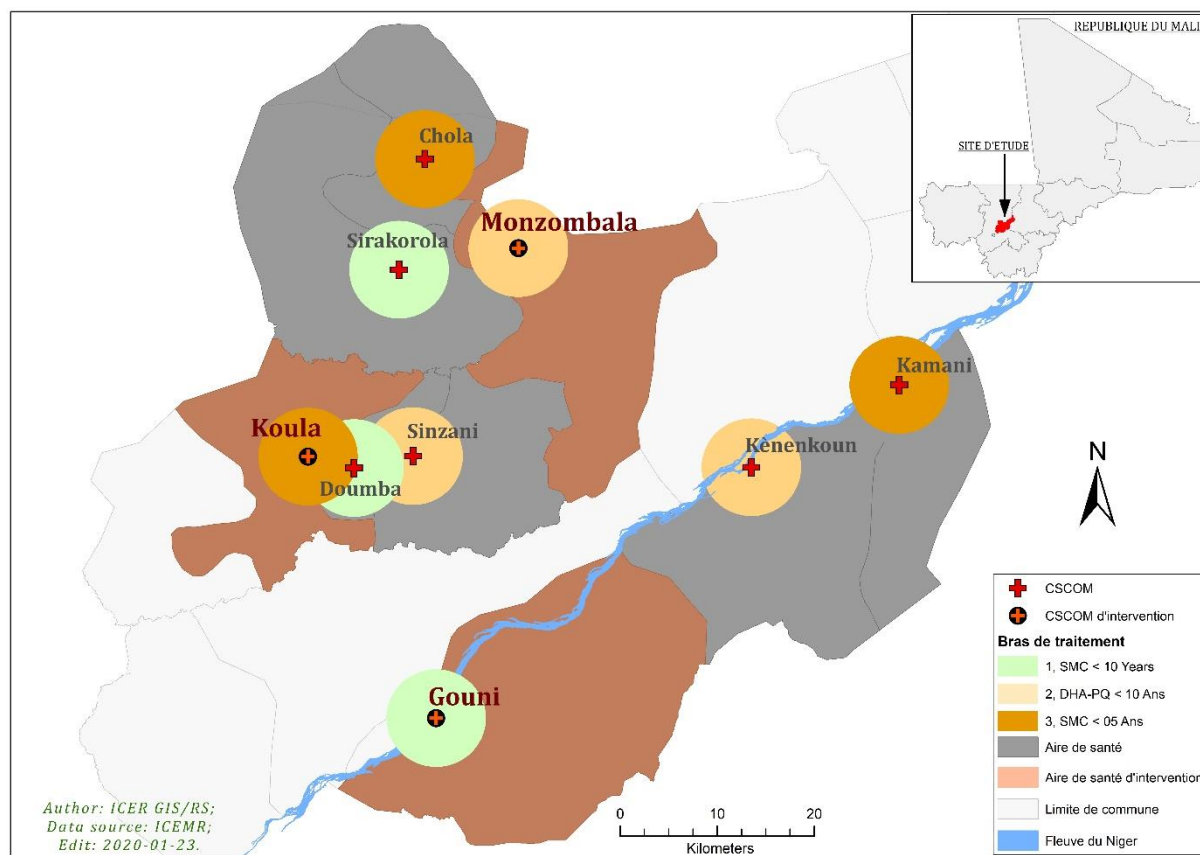 REPUBLIQUE DU MALI
SITE D'ETUDE
Chola
Monzombala
Sirakorola
Kamani
Koula
Sinzani
Kènenkoun
Doumba
N
Gouni
CSCOM
CSCOM d'intervention
Bras de traitement
1, SMC < 10 Years
2, DHA-PQ < 10 Ans
3, SMC < 05 Ans
Aire de santé
Aire de santé d'intervention
Limite de commune
Fleuve du Niger
0 10 20
Kilometers
Author: ICER GIS/RS;
Data source: ICEMR;
Edit: 2020-01-23.